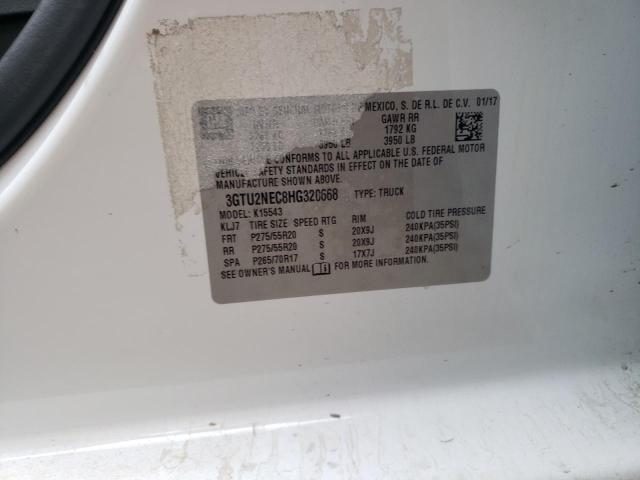 MEXICO, S. DE R.L. DE C.V. 01/17
GAWR RR
1792 KG
3950 LB 3950 LB
CONFORMS TO ALL APPLICABLE U.S. FEDERAL MOTOR
VEHICLE SAFETY STANDARDS IN EFFECT ON THE DATE OF
MANUFACTURE SHOWN ABOVE.
3GTU2NEC8HG320668 TYPE: TRUCK
MODEL: K15543
KLJ7 TIRE SIZE SPEED RTG RIM COLD TIRE PRESSURE
FRT P275/55R20 S 20X9J 240KPA(35PSI)
RR P275/55R20 S 20X9J 240KPA(35PSI)
SPA P265/70R17 S 17X7J 240KPA(35PSI)
SEE OWNER'S MANUAL FOR MORE INFORMATION.